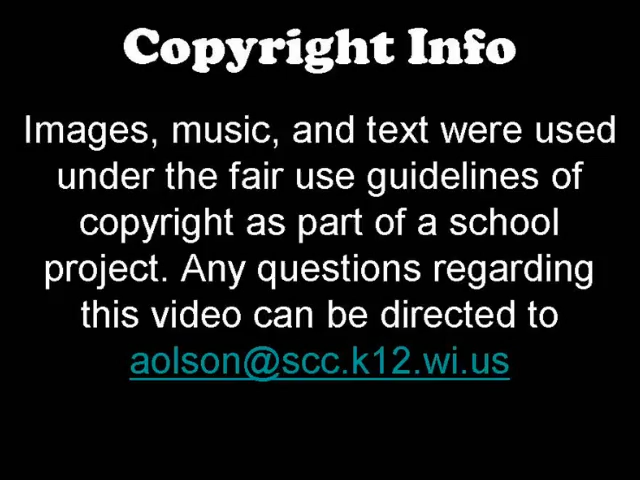 Copyright Info
Images, music, and text were used
under the fair use guidelines of
copyright as part of a school
project. Any questions regarding
this video can be directed to
aolson@scc.k12.wi.us